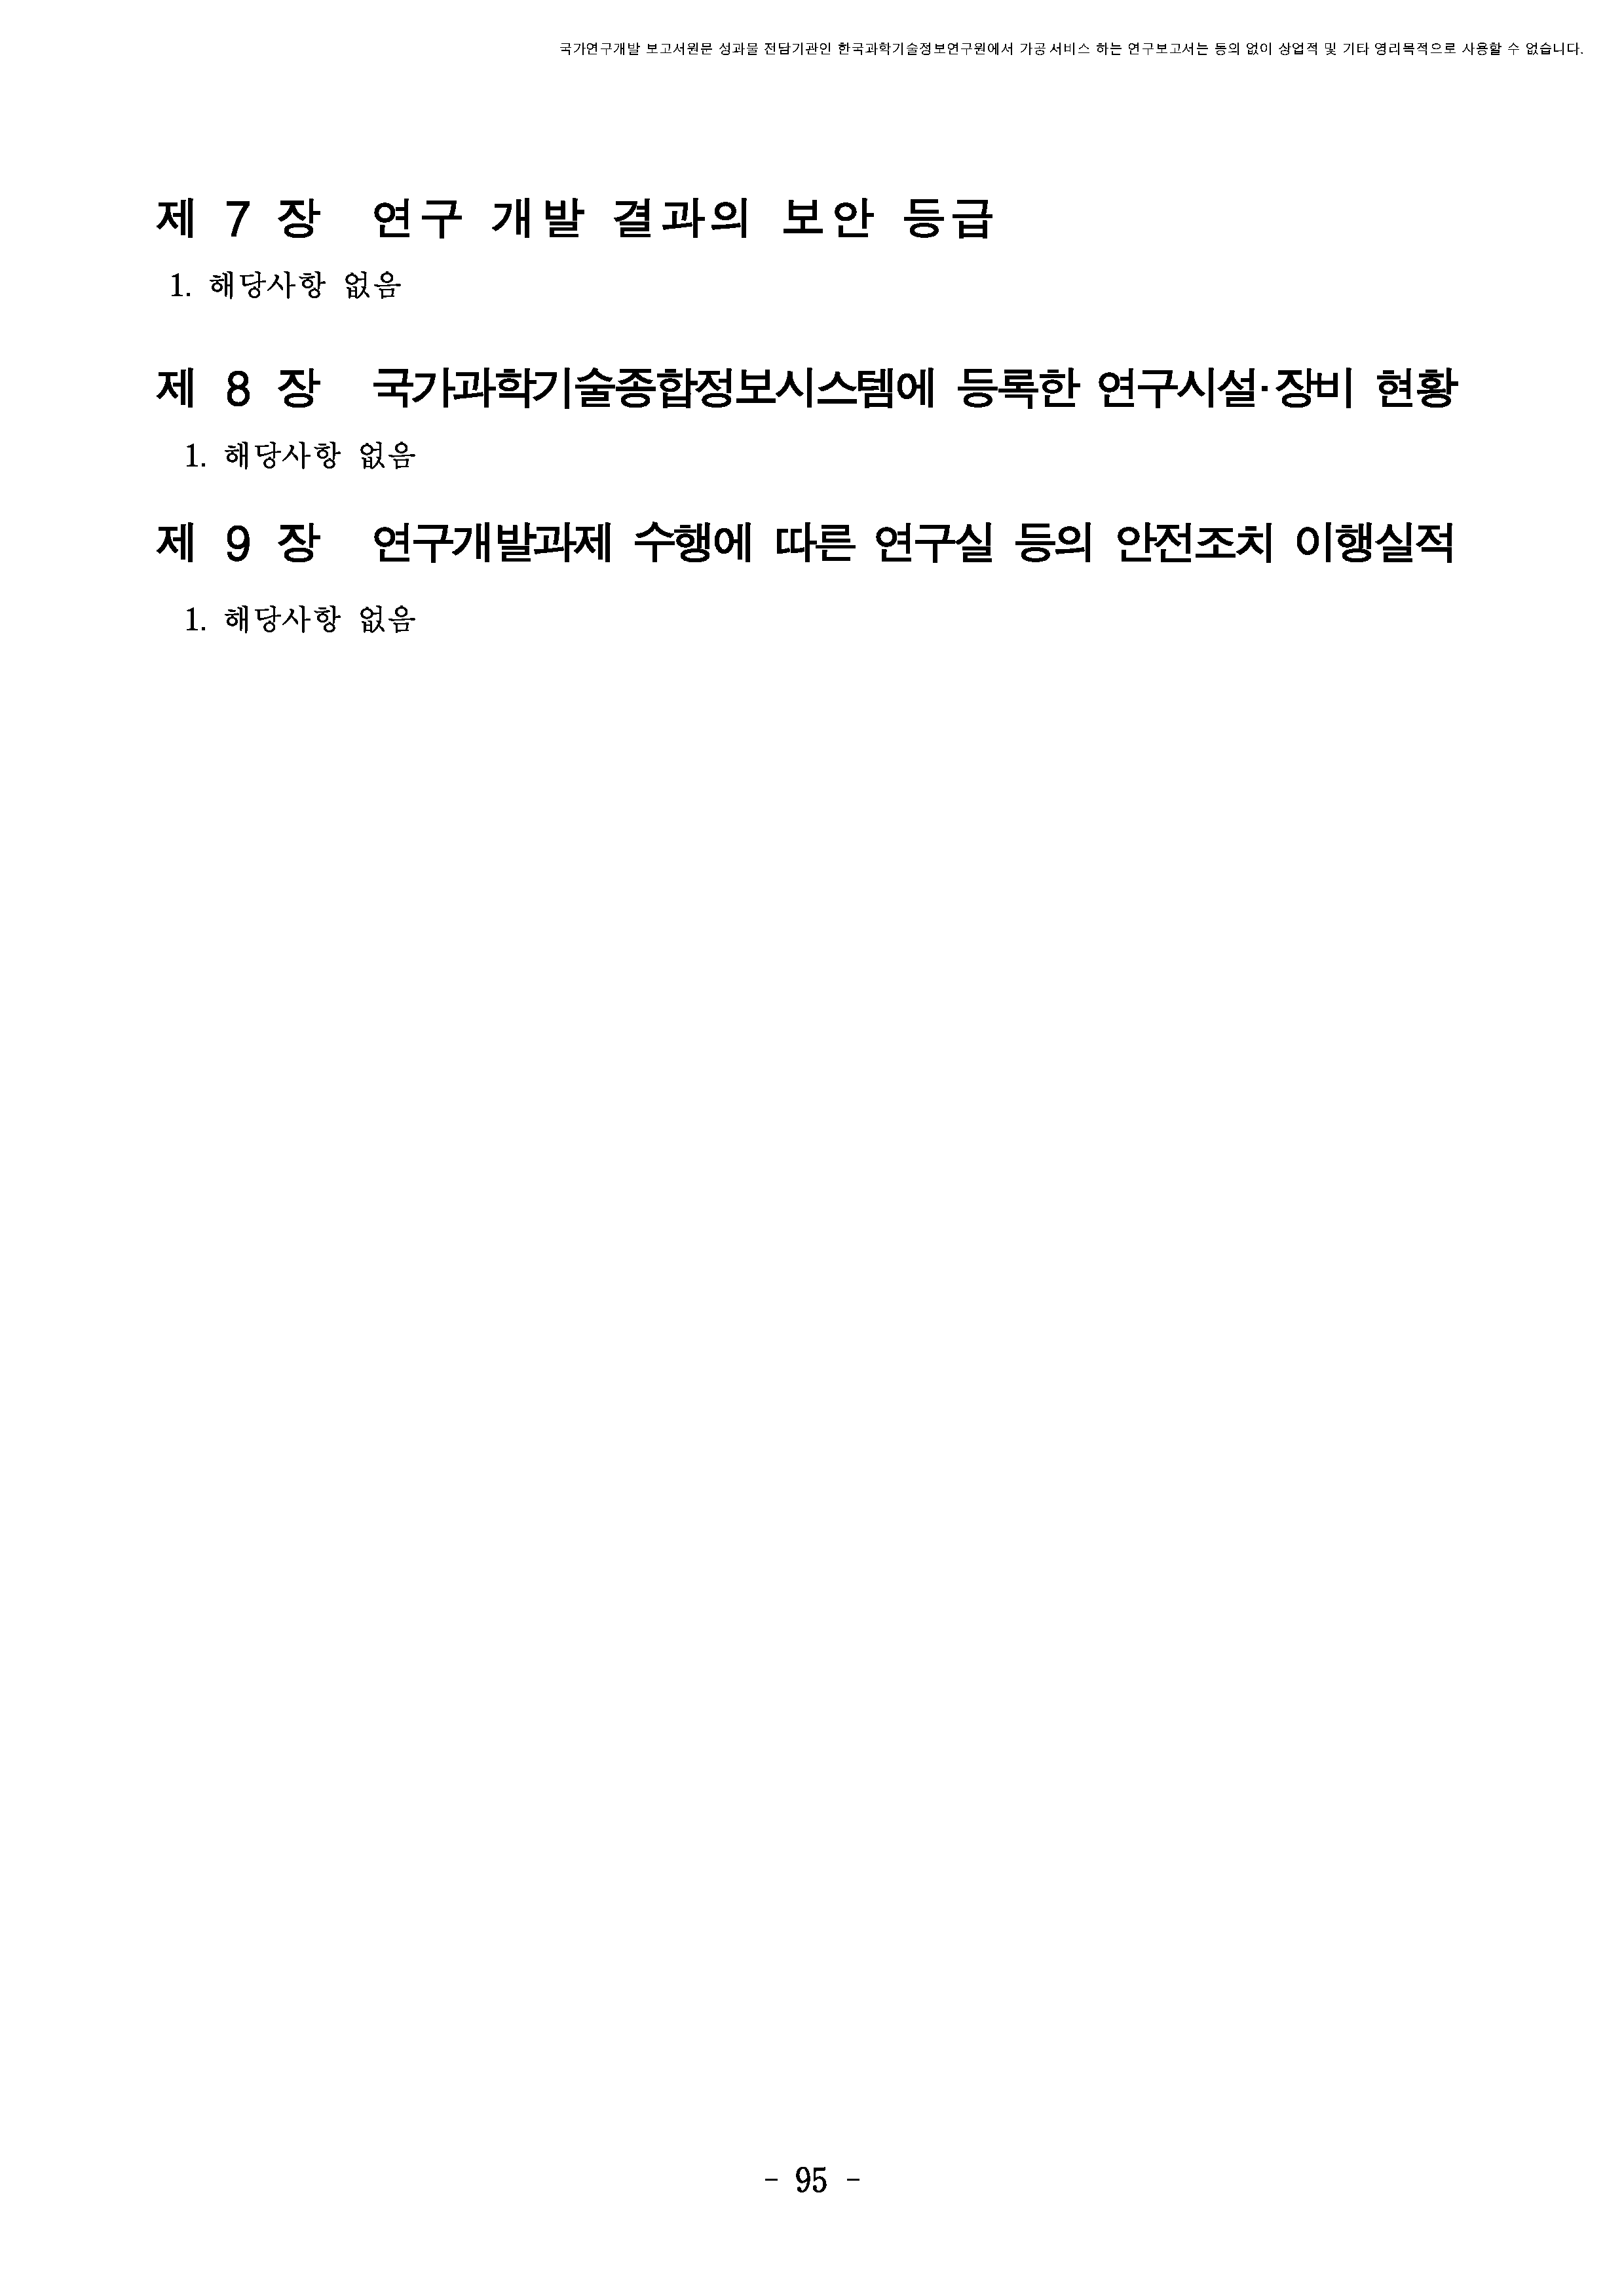 국가연구개발 보고서원문 성과물 전담기관인 한국과학기술정보연구원에서 가공·서비스 하는 연구보고서는 동의 없이 상업적 및 기타 영리목적으로 사용할 수 없습니다.
제 7 장 연구 개발 결과의 보안 등급
1. 해당사항 없음
제 8 장 국가과학기술종합정보시스템에 등록한 연구시설·장비 현황
1. 해당사항 없음
제 9 장 연구개발과제 수행에 따른 연구실 등의 안전조치 이행실적
1. 해당사항 없음
- 95 -